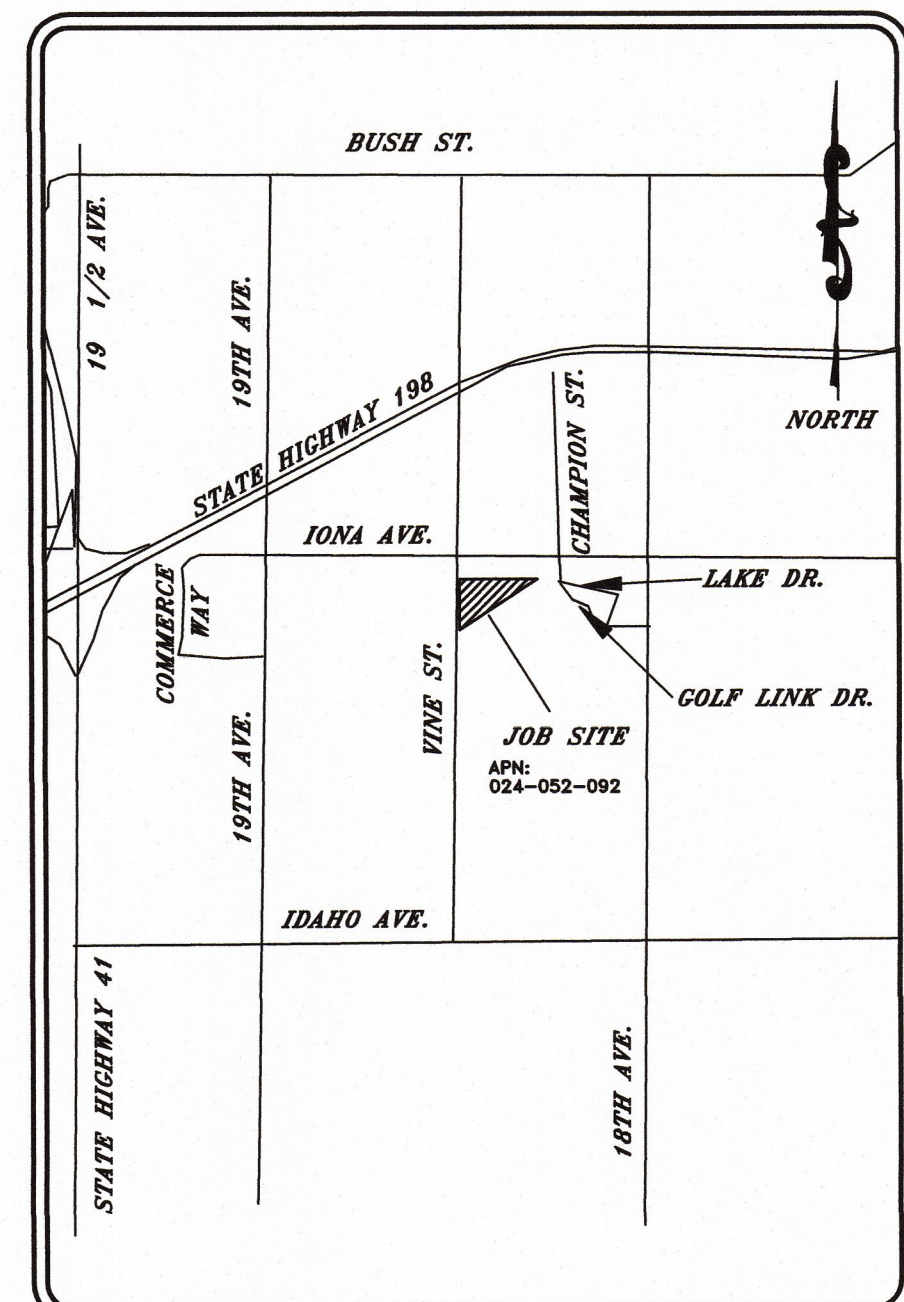 BUSH ST.
19 1/2 AVE.
19TH AVE.
STATE HIGHWAY 198
CHAMPION ST.
NORTH
IONA AVE.
COMMERCE
WAY
LAKE DR.
VINE ST.
GOLF LINK DR.
JOB SITE
APN:
024-052-092
19TH AVE.
IDAHO AVE.
STATE HIGHWAY 41
18TH AVE.